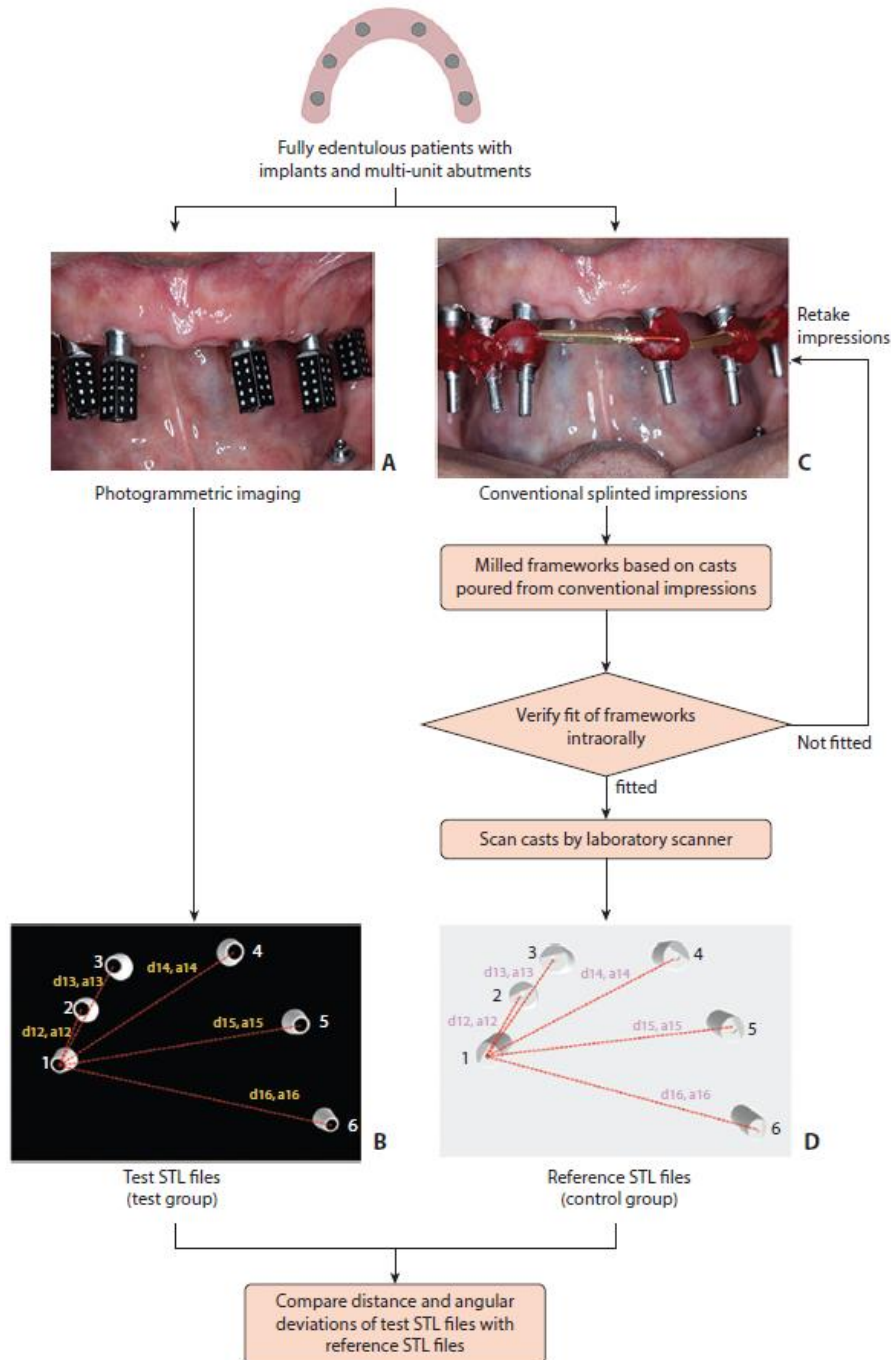 Fully edentulous patients with
implants and multi-unit abutments
A
Photogrammetric imaging
C
Conventional splinted impressions
Retake
impressions
Milled frameworks based on casts
poured from conventional impressions
Verify fit of frameworks
intraorally
Not fitted
fitted
Scan casts by laboratory scanner
3
4
d13, a13
d14, a14
2
d12, a12
d15, a15
5
1
d16, a16
6
B
Test STL files
(test group)
3
4
d13, a13
d14, a14
2
d12, a12
d15, a15
5
1
d16, a16
6
D
Reference STL files
(control group)
Compare distance and angular
deviations of test STL files with
reference STL files